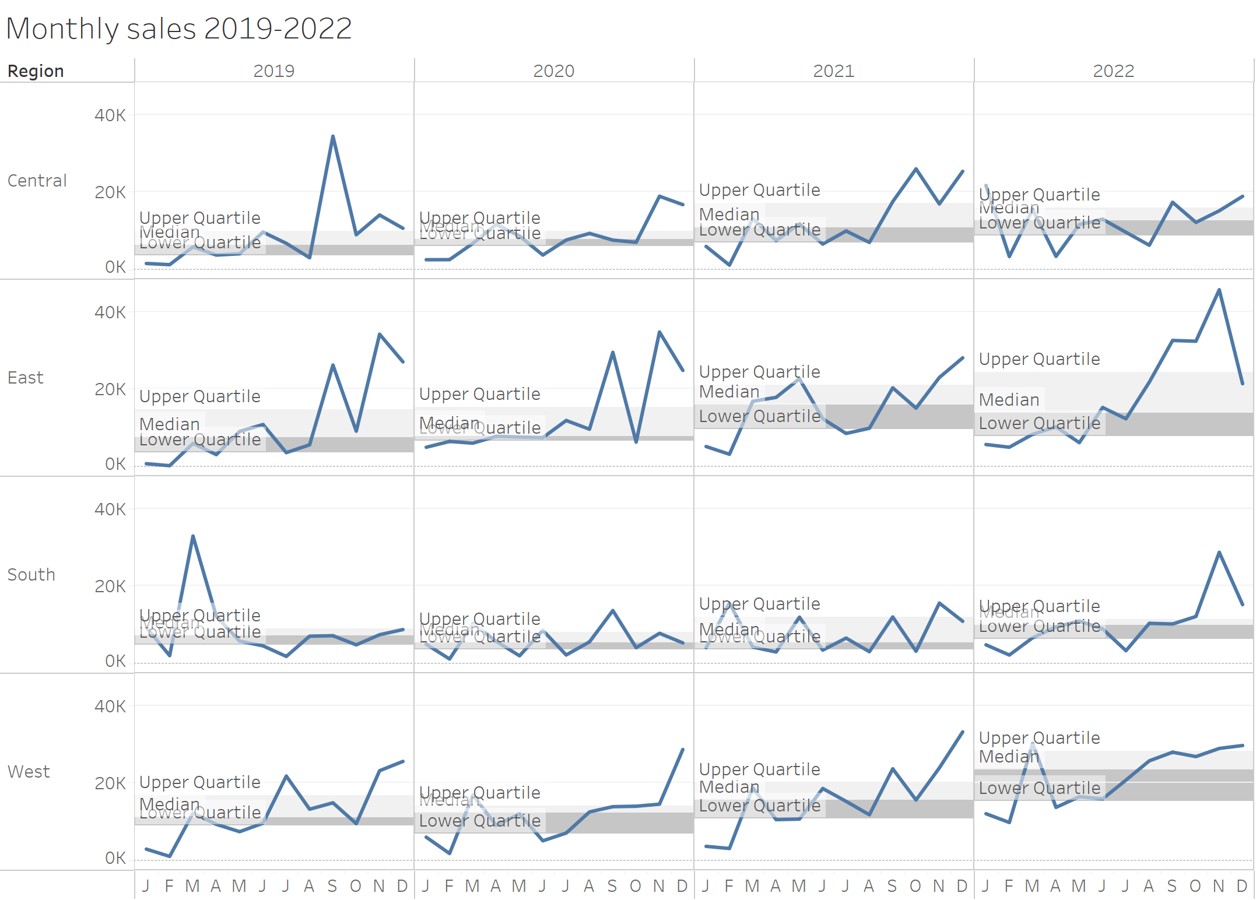 Monthly sales 2019-2022
Region 2019 2020 2021 2022
Central
40K
20K
0K
Upper Quartile
Median
Lower Quartile
Upper Quartile
Median
Lower Quartile
Upper Quartile
Median
Lower Quartile
Upper Quartile
Median
Lower Quartile
East
40K
20K
0K
Upper Quartile
Median
Lower Quartile
Upper Quartile
Median
Lower Quartile
Upper Quartile
Median
Lower Quartile
Upper Quartile
Median
Lower Quartile
South
40K
20K
0K
Upper Quartile
Median
Lower Quartile
Upper Quartile
Median
Lower Quartile
Upper Quartile
Median
Lower Quartile
Upper Quartile
Median
Lower Quartile
West
40K
20K
0K
Upper Quartile
Median
Lower Quartile
Upper Quartile
Median
Lower Quartile
Upper Quartile
Median
Lower Quartile
Upper Quartile
Median
Lower Quartile
J F M A M J J A S O N D J F M A M J J A S O N D J F M A M J J A S O N D J F M A M J J A S O N D